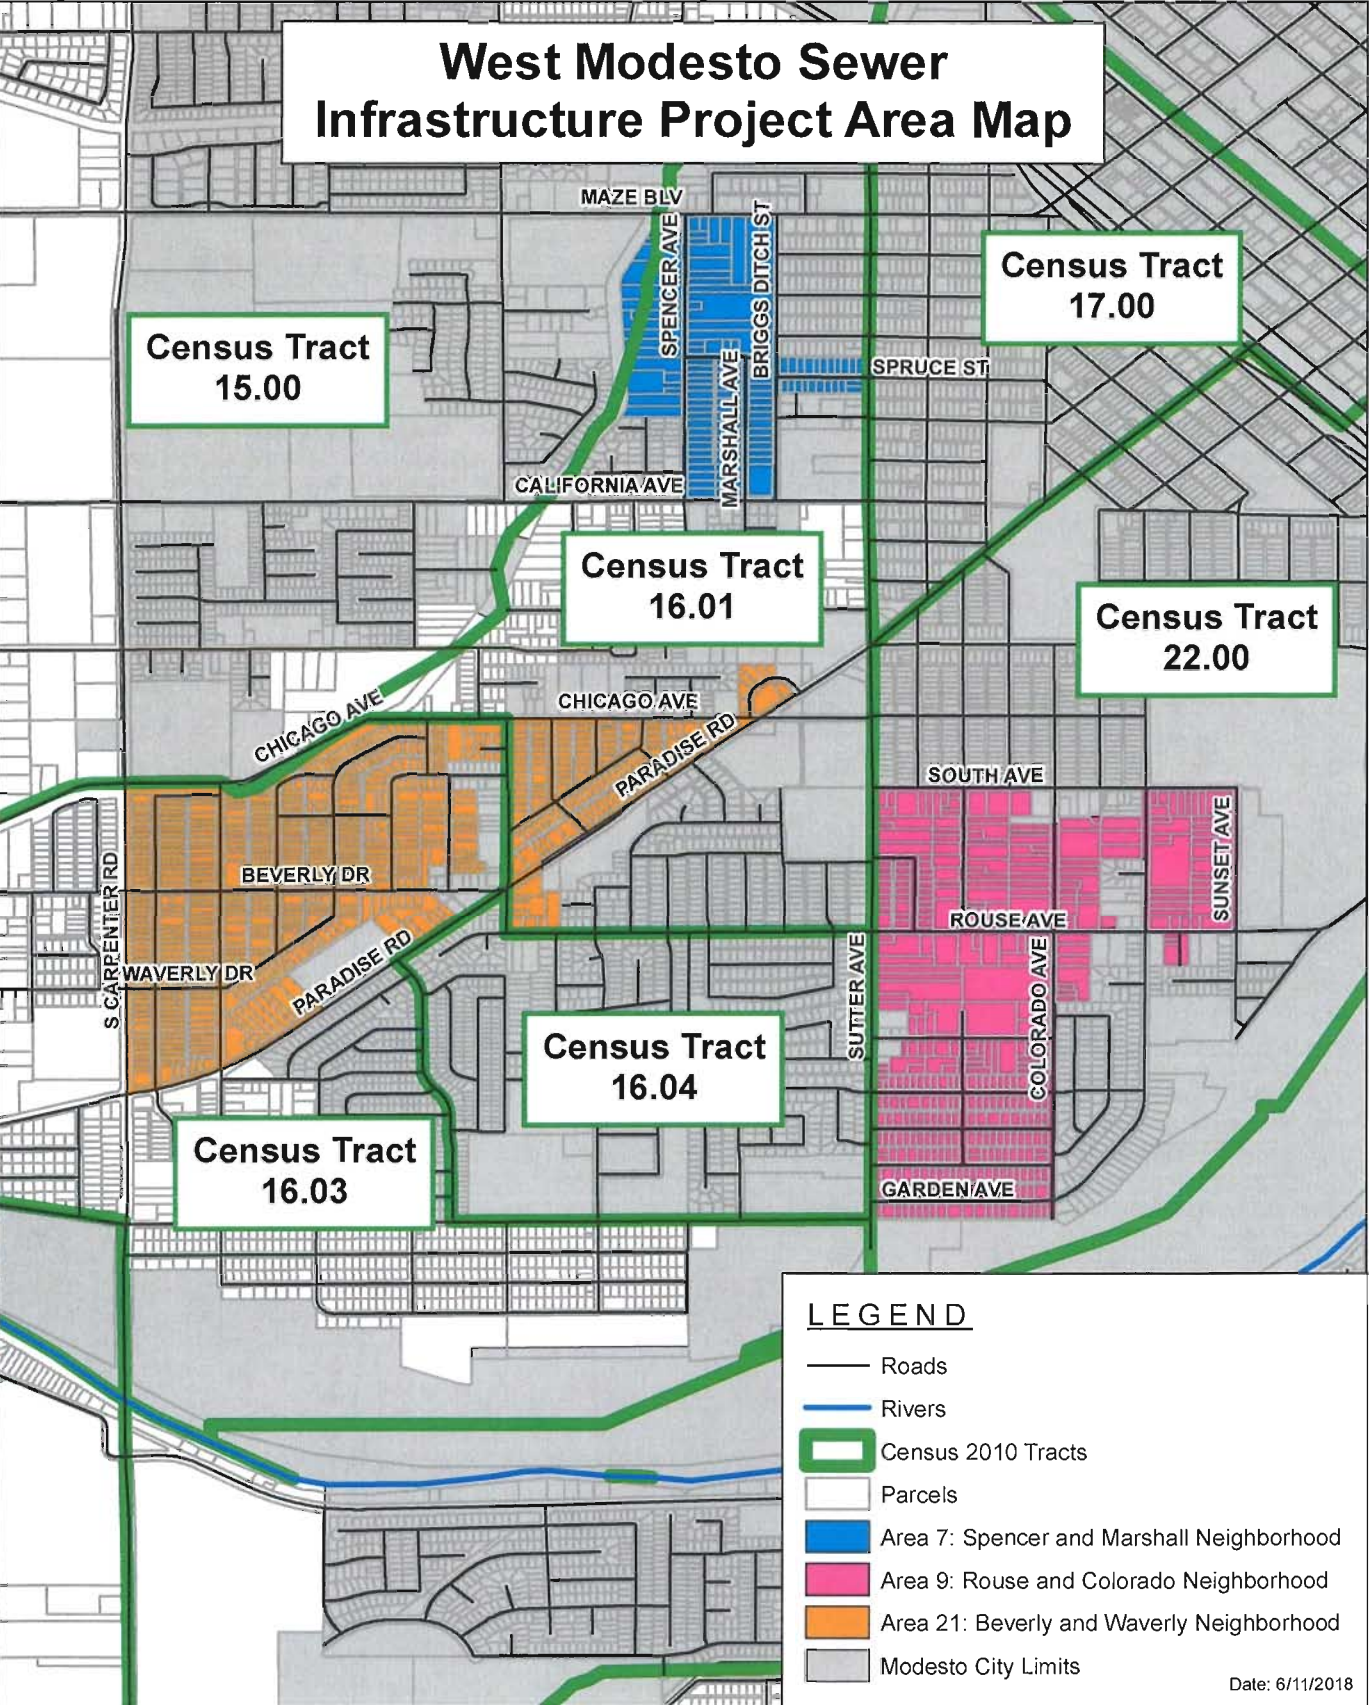 West Modesto Sewer
Infrastructure Project Area Map
MAZE BLV
SPENCER AVE
BRIGGS DITCH ST
Census Tract
17.00
Census Tract
15.00
MARSHALL AVE
SPRUCE ST
CALIFORNIA AVE
Census Tract
16.01
Census Tract
22.00
CHICAGO AVE
CHICAGO AVE
PARADISE RD
SOUTH AVE
SUNSET AVE
S CARPENTER RD
BEVERLY DR
ROUSE AVE
WAVERLY DR
PARADISE RD
SUTTER AVE
COLORADO AVE
Census Tract
16.04
Census Tract
16.03
GARDEN AVE
LEGEND
Roads
Rivers
Census 2010 Tracts
Parcels
Area 7: Spencer and Marshall Neighborhood
Area 9: Rouse and Colorado Neighborhood
Area 21: Beverly and Waverly Neighborhood
Modesto City Limits
Date: 6/11/2018